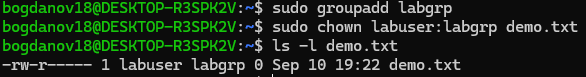 bogdanov18@DESKTOP-R3SPK2V:~$ sudo groupadd labgrp
bogdanov18@DESKTOP-R3SPK2V:~$ sudo chown labuser:labgrp demo.txt
bogdanov18@DESKTOP-R3SPK2V:~$ ls -l demo.txt
-rw-r----- 1 labuser labgrp 0 Sep 10 19:22 demo.txt